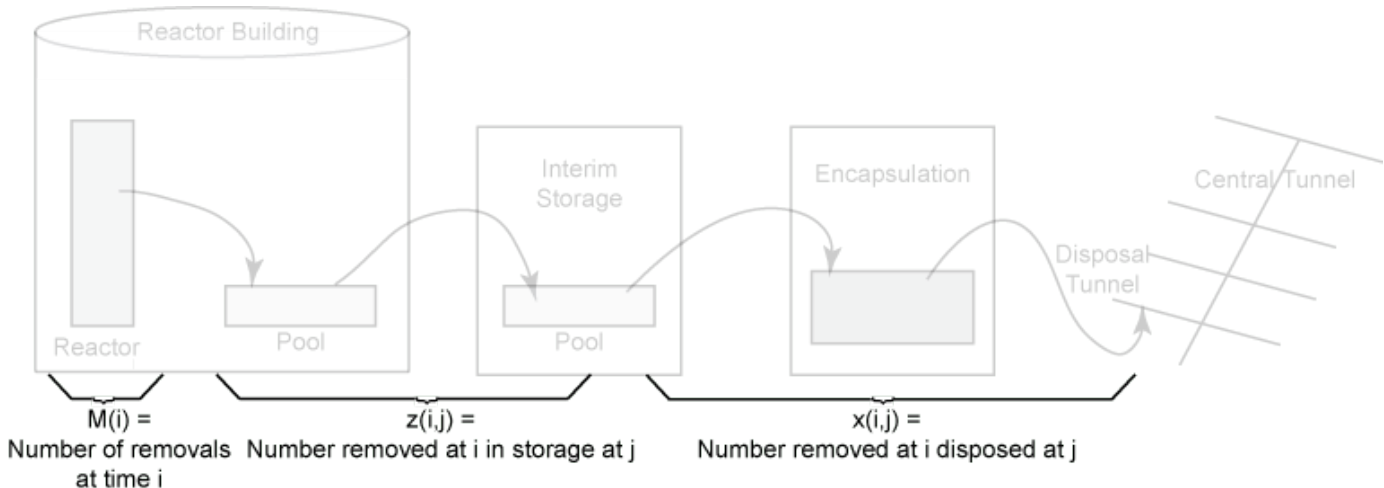 Reactor Building
Interim
Storage
Encapsulation
Central Tunnel
Disposal
Tunnel
Reactor
Pool
Pool
M(i) =
Number of removals
at time i
z(i,j) =
Number removed at i in storage at j
x(i,j) =
Number removed at i disposed at j